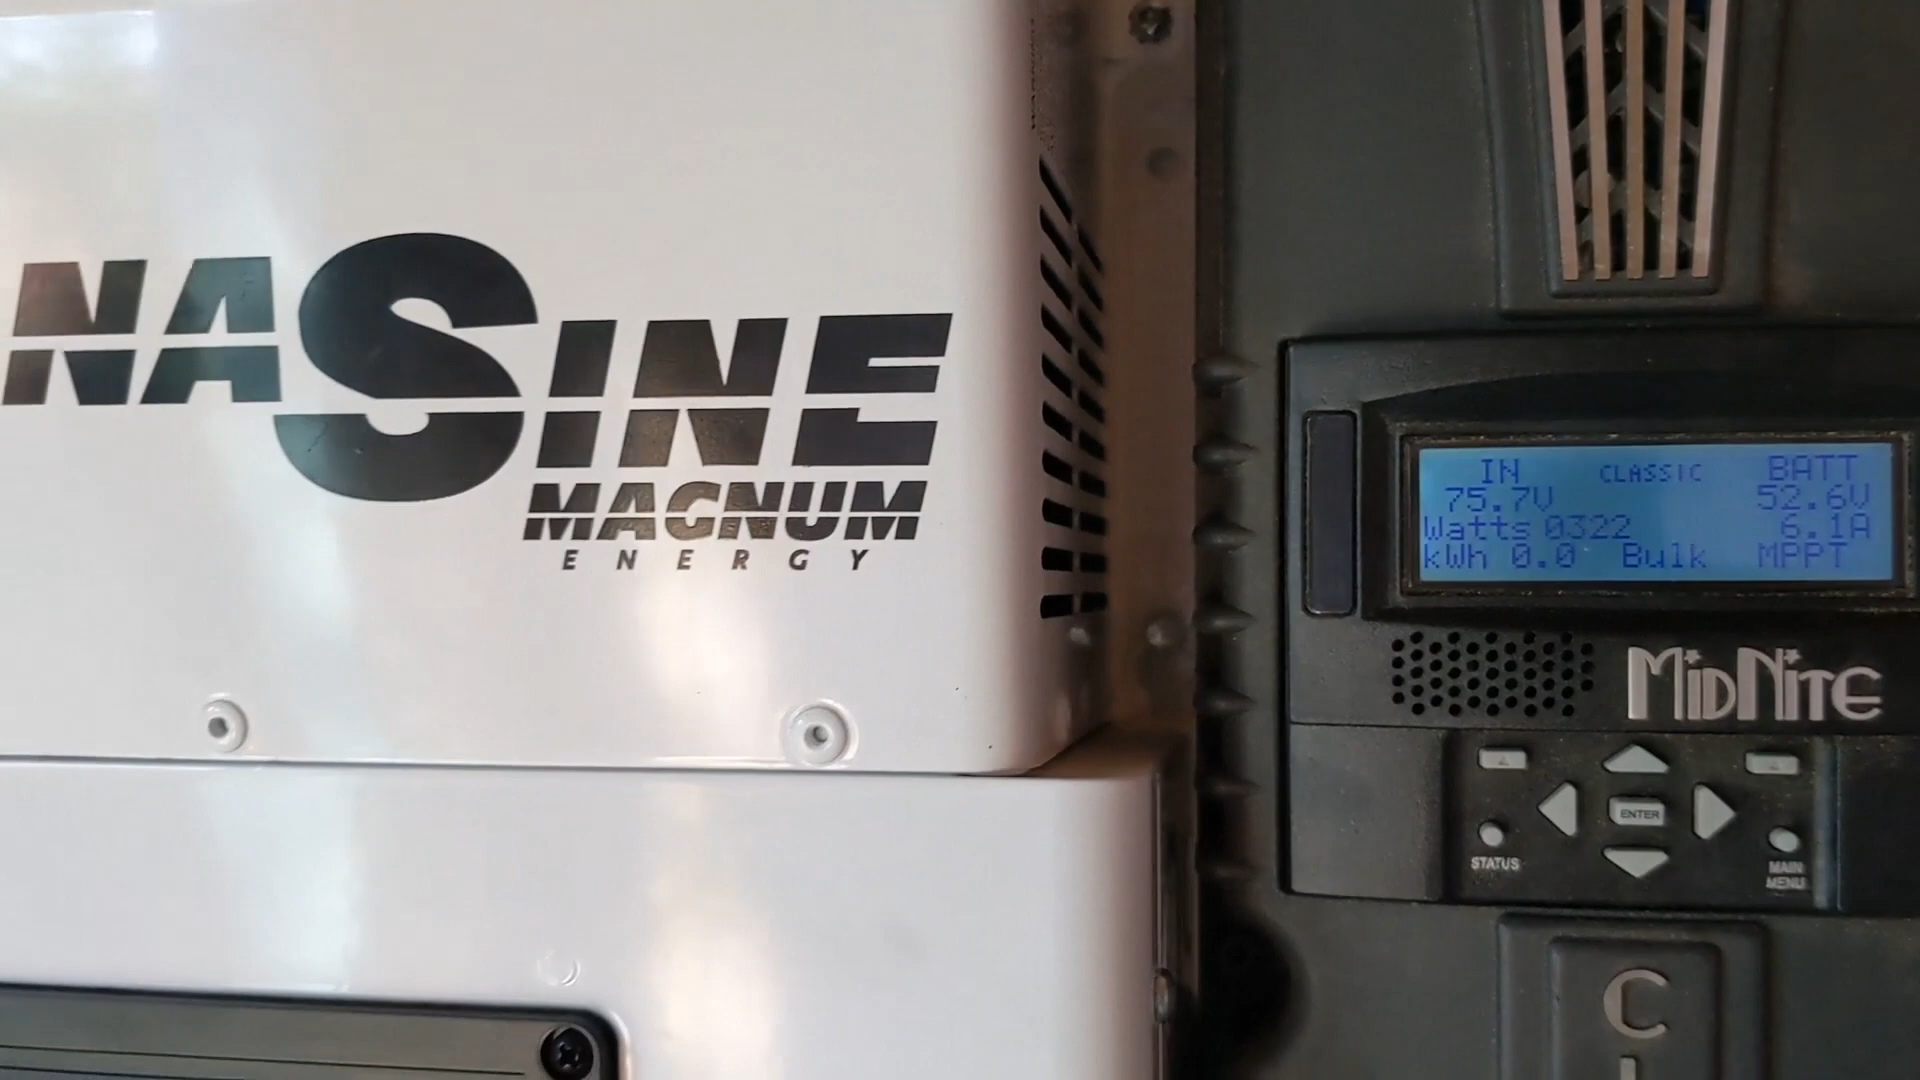 NASINE
MAGNUM
ENERGY
IN CLASSIC BATT
75.7V 52.6V
Watts 0322 6.1A
kWh 0.0 Bulk MPPT
MIDNITE
ENTER
STATUS
MAIN
MENU
CL